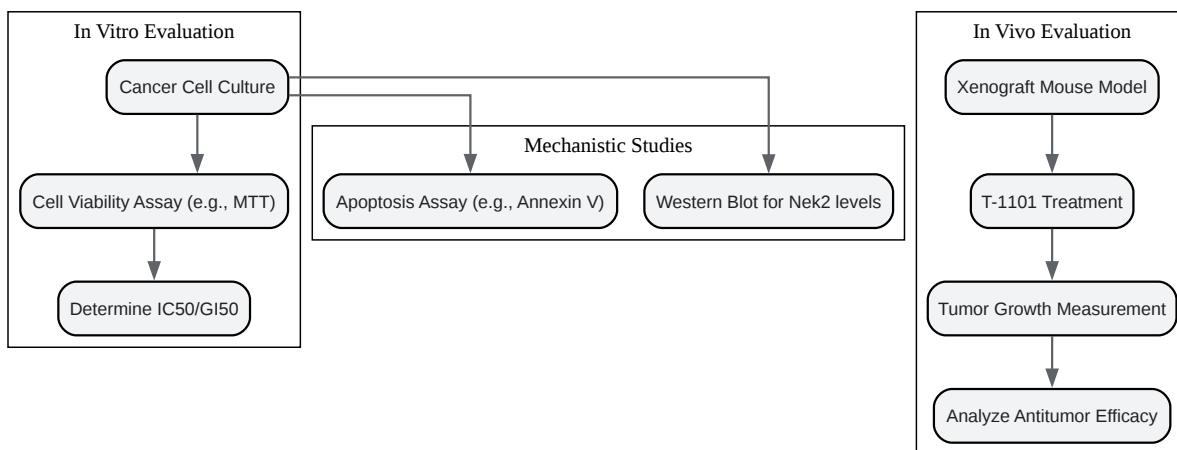 In Vitro Evaluation
Cancer Cell Culture
Cell Viability Assay (e.g., MTT)
Determine IC50/GI50
Mechanistic Studies
Apoptosis Assay (e.g., Annexin V)
Western Blot for Nek2 levels
In Vivo Evaluation
Xenograft Mouse Model
T-1101 Treatment
Tumor Growth Measurement
Analyze Antitumor Efficacy